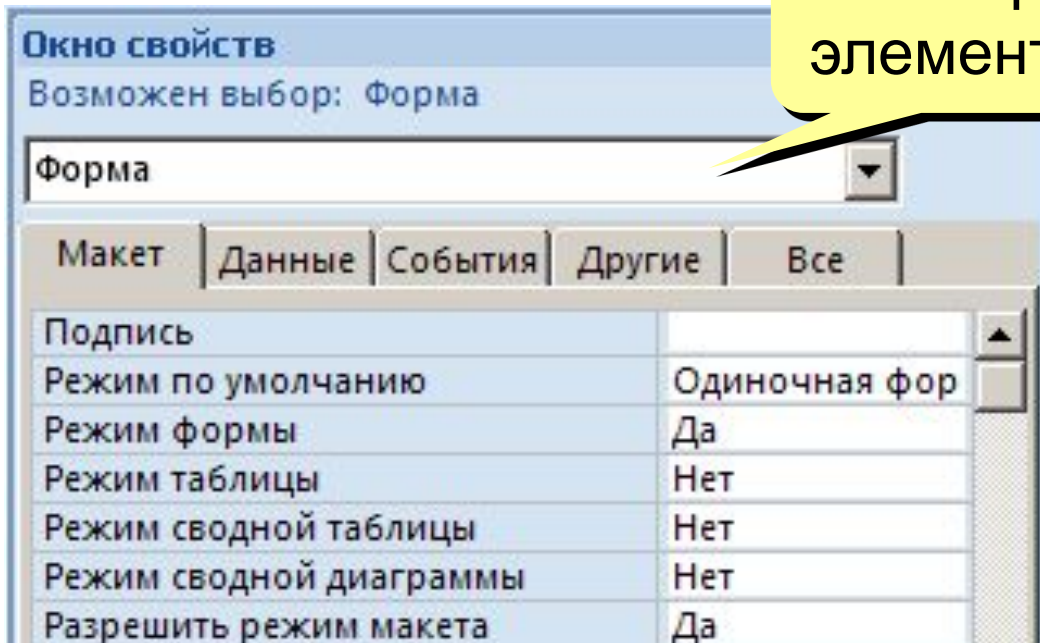 Окно свойств
Возможен выбор: Форма
элемент
Форма
Макет Данные События Другие Все
Подпись
Режим по умолчанию Одиночная фор
Режим формы Да
Режим таблицы Нет
Режим сводной таблицы Нет
Режим сводной диаграммы Нет
Разрешить режим макета Да